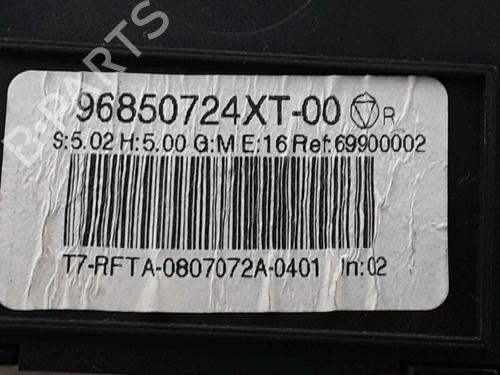 B-PARTS
96850724XT-00 R
S:5.02 H:5.00 G:M E:16 Ref:69900002
T7-RFTA-0807072A-0401 In:02